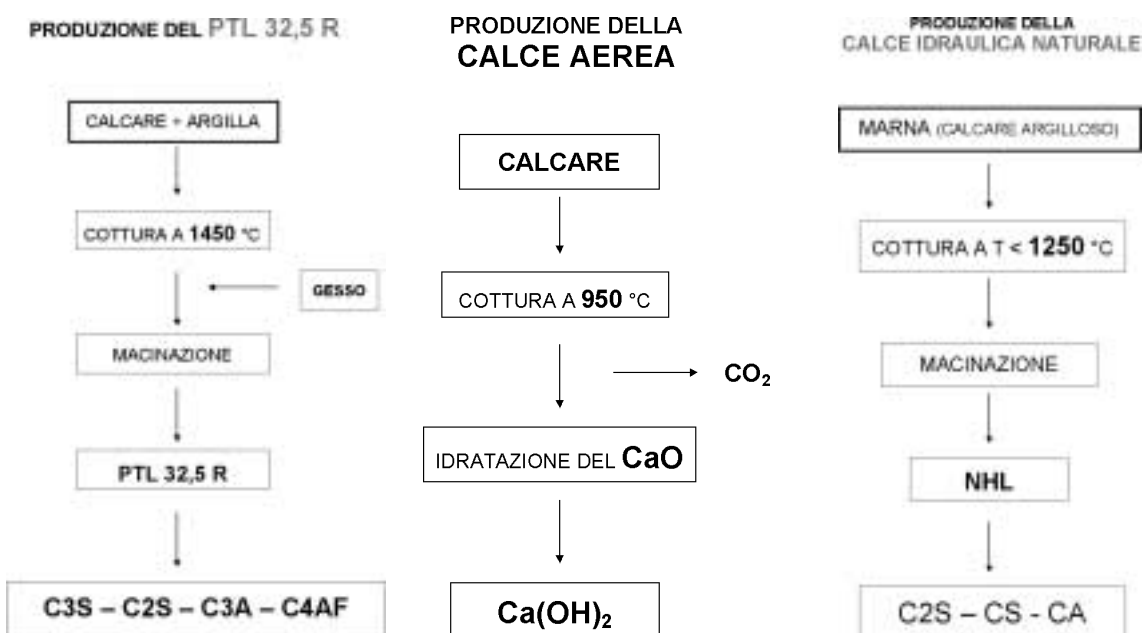 PRODUZIONE DEL PTL 32,5 R
CALCARE + ARGILLA
COTTURA A 1450 °C
GESSO
MACINAZIONE
PTL 32,5 R
C3S – C2S – C3A – C4AF
PRODUZIONE DELLA
CALCE AEREA
CALCARE
COTTURA A 950 °C
CO₂
IDRATAZIONE DEL CaO
Ca(OH)₂
PRODUZIONE DELLA
CALCE IDRAULICA NATURALE
MARNA (CALCARE ARGILLOSO)
COTTURA A T < 1250 °C
MACINAZIONE
NHL
C2S – CS - CA